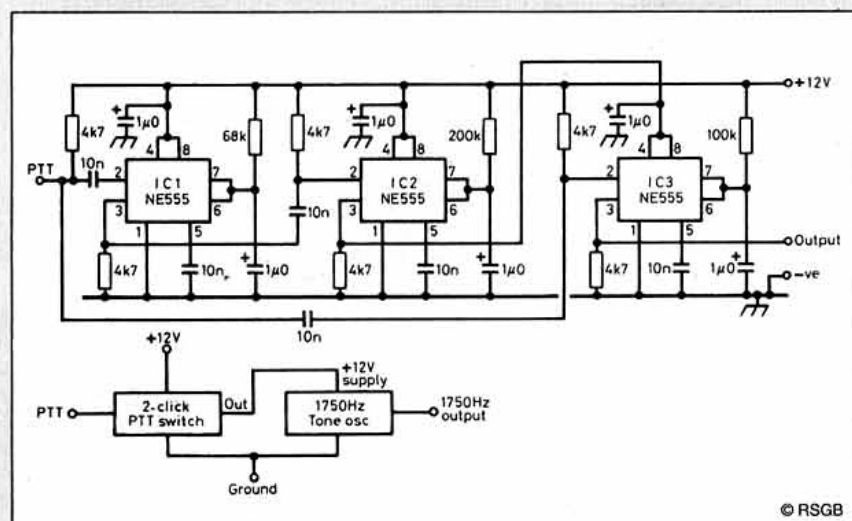 +12V
+
1µ0
+
1µ0
+
1µ0
4k7
68k
4k7
200k
4k7
100k
10n
PTT
4 8
4 8
4 8
2 IC1 7
NE555
3 6
1 5
10n
2 IC2 7
NE555
3 6
1 5
2 IC3 7
NE555
3 6
1 5
Output
4k7
10n
+
1µ0
4k7
10n
+
1µ0
4k7
10n
+
1µ0
-ve
10n
+12V
+12V
supply
PTT
2-click
PTT switch
Out
1750Hz
Tone osc
1750Hz
output
Ground
© RSGB